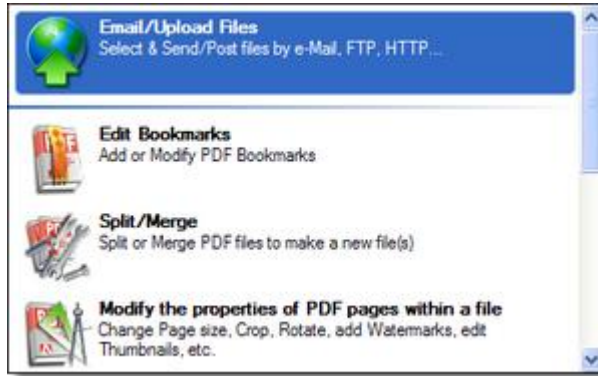 Email/Upload Files
Select & Send/Post files by e-Mail, FTP, HTTP...
Edit Bookmarks
Add or Modify PDF Bookmarks
Split/Merge
Split or Merge PDF files to make a new file(s)
Modify the properties of PDF pages within a file
Change Page size, Crop, Rotate, add Watermarks, edit
Thumbnails, etc.